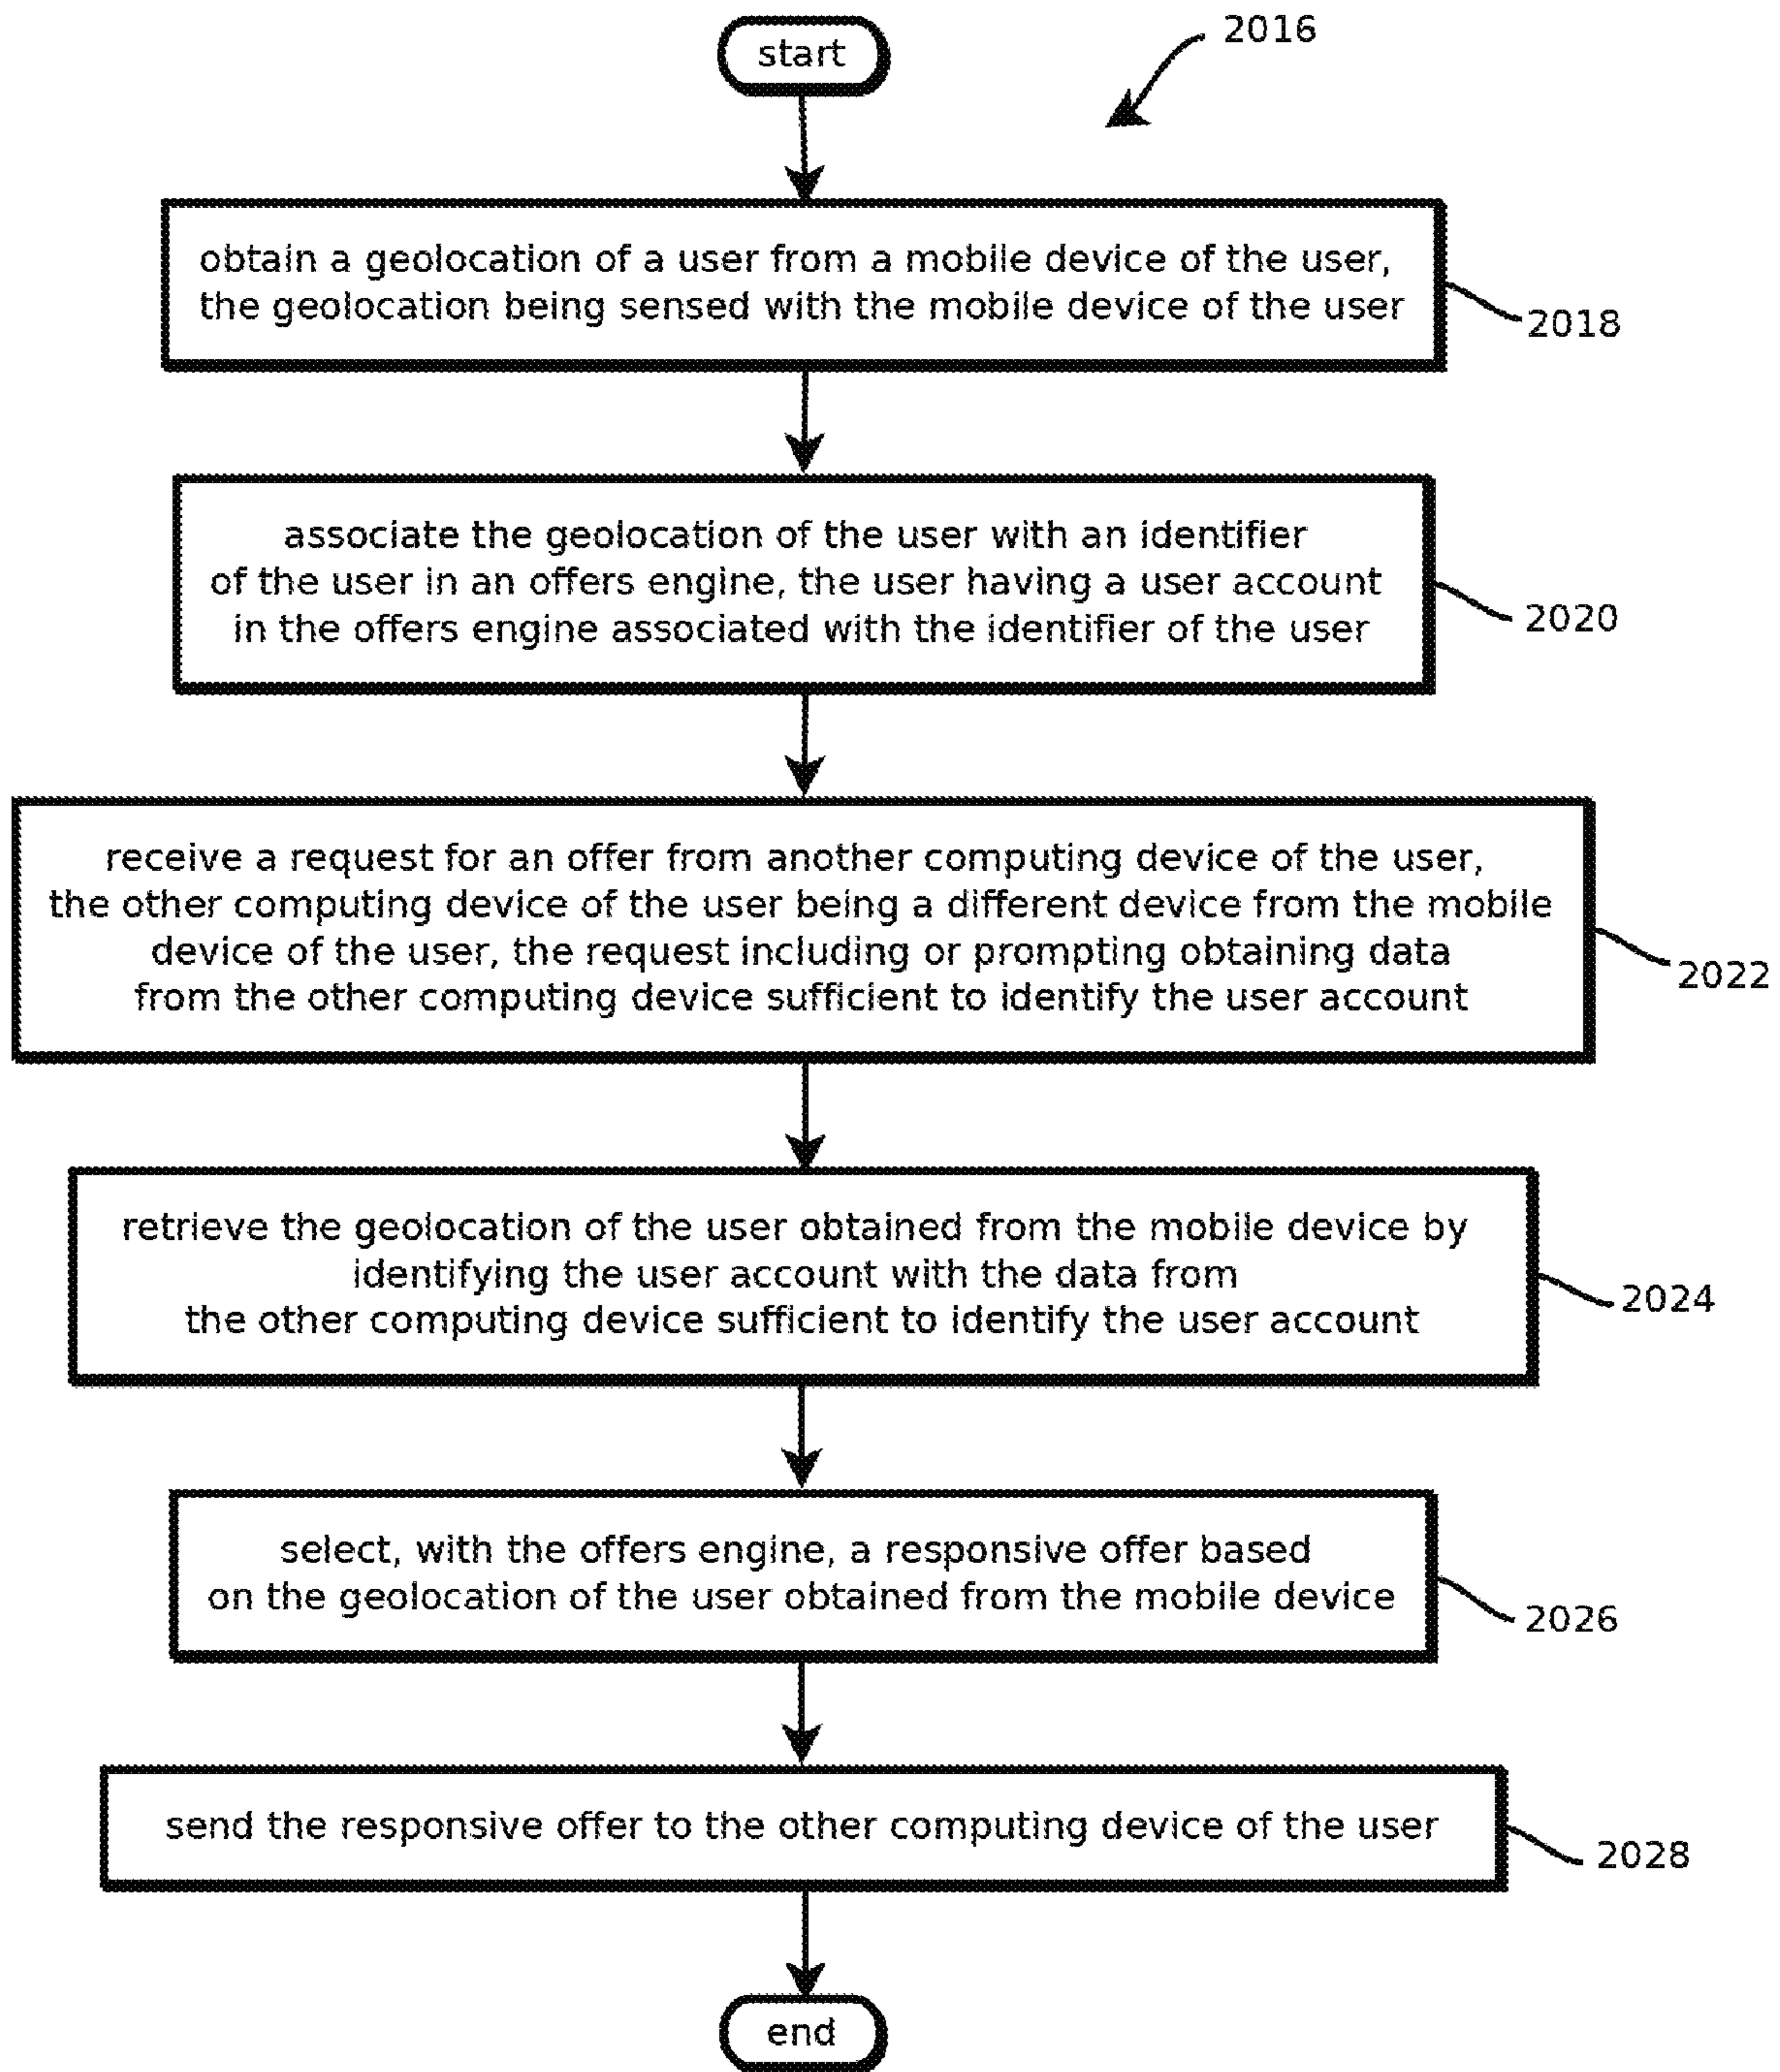 start
2016
obtain a geolocation of a user from a mobile device of the user,
the geolocation being sensed with the mobile device of the user
2018
associate the geolocation of the user with an identifier
of the user in an offers engine, the user having a user account
in the offers engine associated with the identifier of the user
2020
receive a request for an offer from another computing device of the user,
the other computing device of the user being a different device from the mobile
device of the user, the request including or prompting obtaining data
from the other computing device sufficient to identify the user account
2022
retrieve the geolocation of the user obtained from the mobile device by
identifying the user account with the data from
the other computing device sufficient to identify the user account
2024
select, with the offers engine, a responsive offer based
on the geolocation of the user obtained from the mobile device
2026
send the responsive offer to the other computing device of the user
2028
end